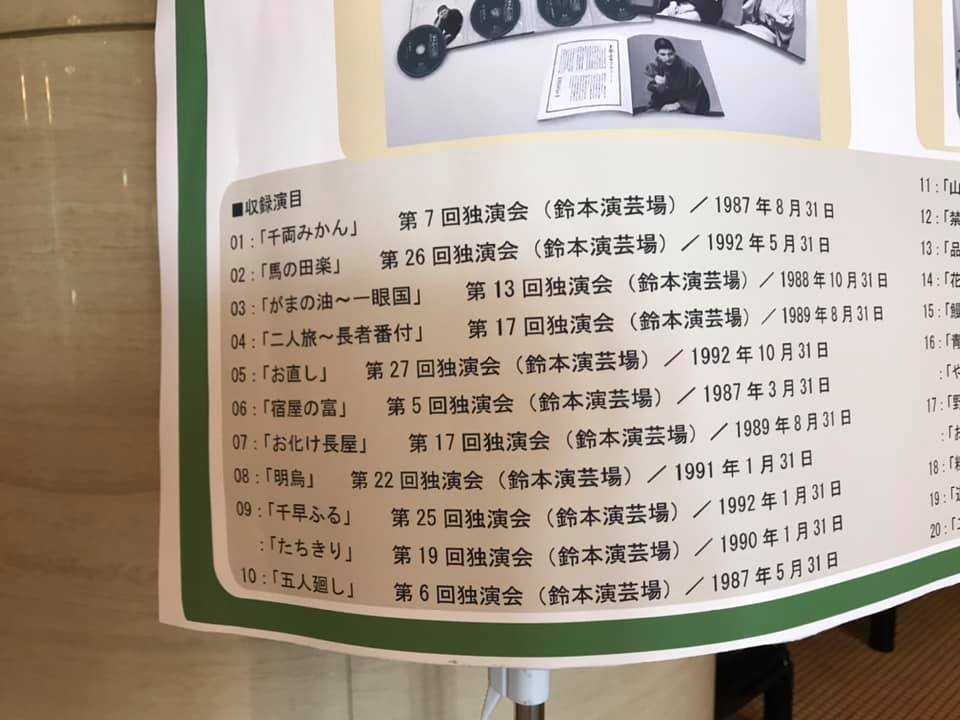 ■収録演目
01：「千両みかん」 第7回独演会（鈴本演芸場）／1987年8月31日
02：「馬の田楽」 第26回独演会（鈴本演芸場）／1992年5月31日
03：「がまの油～一眼国」 第13回独演会（鈴本演芸場）／1988年10月31日
04：「二人旅～長者番付」 第17回独演会（鈴本演芸場）／1989年8月31日
05：「お直し」 第27回独演会（鈴本演芸場）／1992年10月31日
06：「宿屋の富」 第5回独演会（鈴本演芸場）／1987年3月31日
07：「お化け長屋」 第17回独演会（鈴本演芸場）／1989年8月31日
08：「明烏」 第22回独演会（鈴本演芸場）／1991年1月31日
09：「千早ふる」 第25回独演会（鈴本演芸場）／1992年1月31日
：「たちきり」 第19回独演会（鈴本演芸場）／1990年1月31日
10：「五人廻し」 第6回独演会（鈴本演芸場）／1987年5月31日
11：「山
12：「禁
13：「品
14：「花
15：「鰻
16：「青
：「や
17：「野
：「お
18：「粗
19：「
20：「